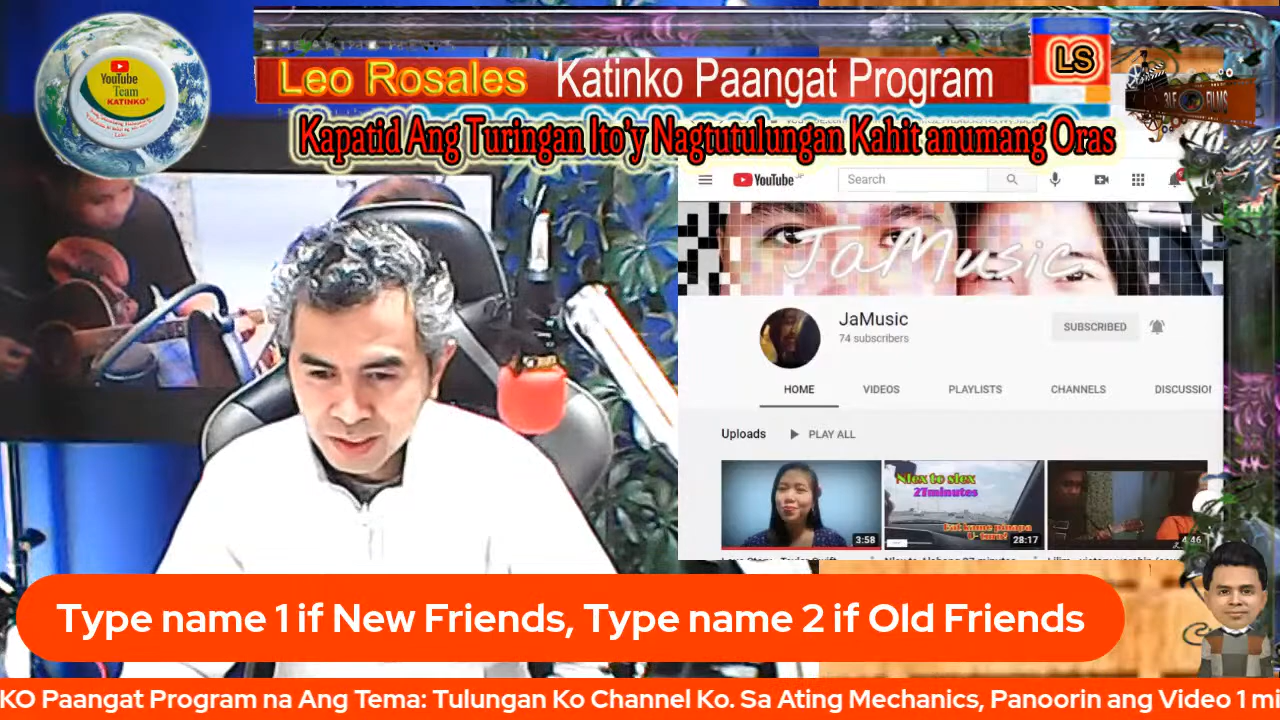 Leo Rosales Katinko Paangat Program
LS
YouTube
Team
KATINKO
Kapatid Ang Turingan Ito'y Nagtutulungan Kahit anumang Oras
FILMS
YouTube
Search
JaMusic
JaMusic
74 subscribers
SUBSCRIBED
HOME VIDEOS PLAYLISTS CHANNELS
Uploads PLAY ALL
Nlex to slex
27minutes
3:58
28:17
4:46
Type name 1 if New Friends, Type name 2 if Old Friends
KO Paangat Program na Ang Tema: Tulungan Ko Channel Ko. Sa Ating Mechanics, Panoorin ang Video 1 mi